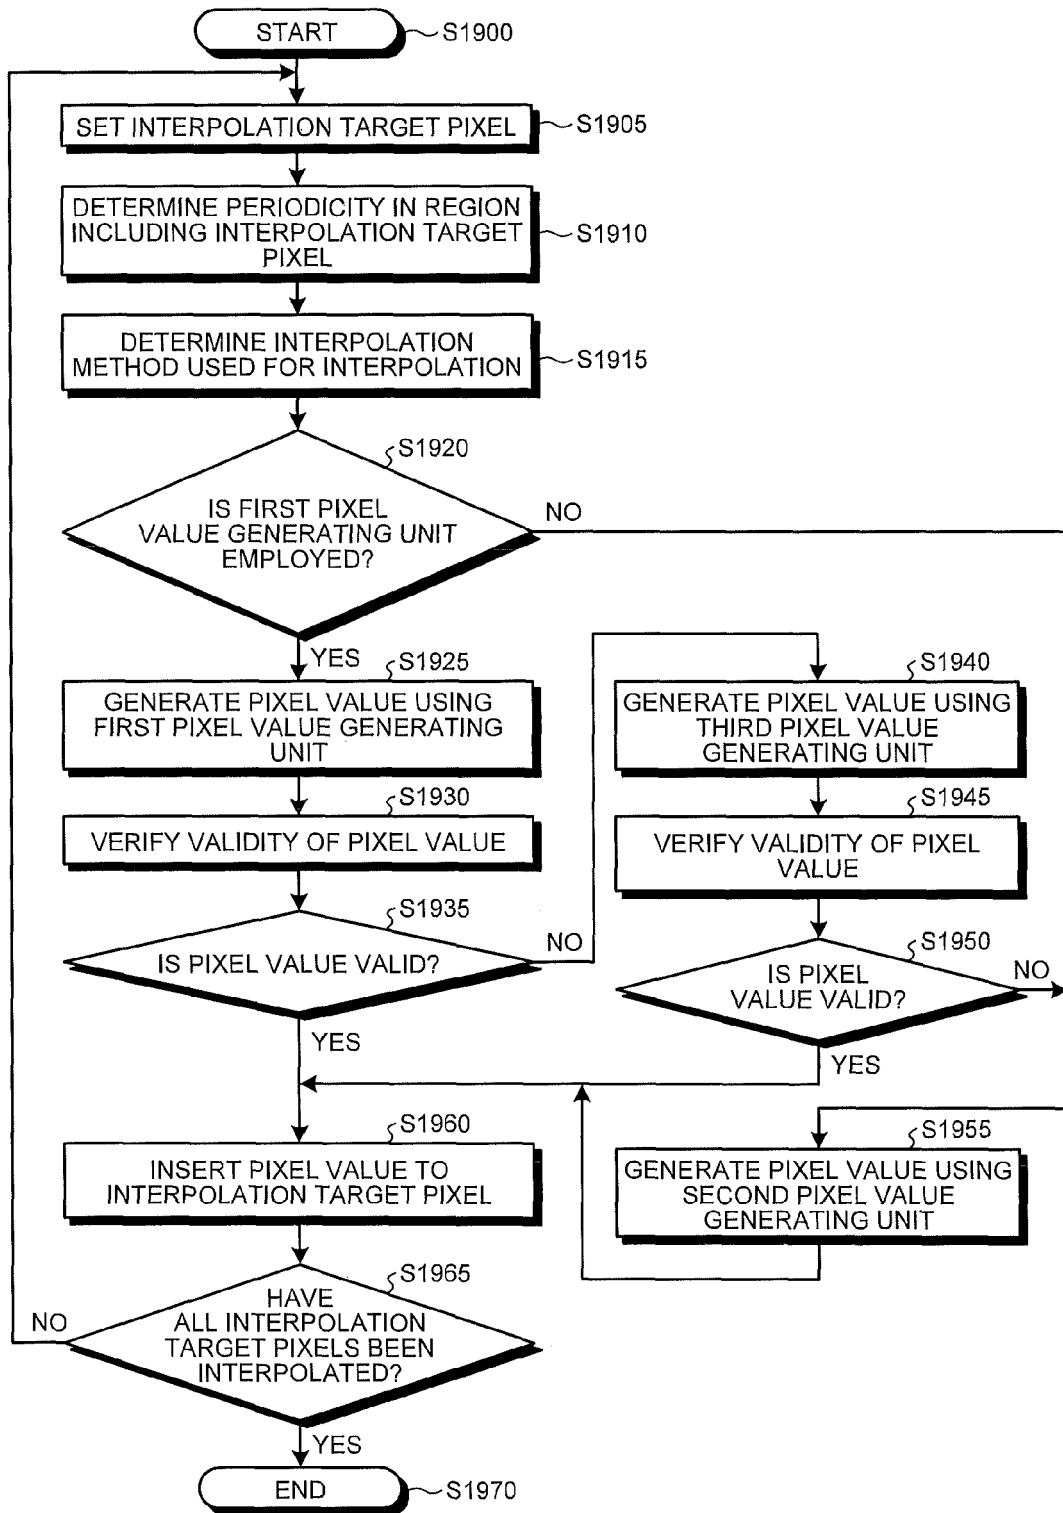 START
S1900
SET INTERPOLATION TARGET PIXEL
S1905
DETERMINE PERIODICITY IN REGION
INCLUDING INTERPOLATION TARGET
PIXEL
S1910
DETERMINE INTERPOLATION
METHOD USED FOR INTERPOLATION
S1915
S1920
IS FIRST PIXEL
VALUE GENERATING UNIT
EMPLOYED?
NO
YES
S1925
GENERATE PIXEL VALUE USING
FIRST PIXEL VALUE GENERATING
UNIT
S1930
VERIFY VALIDITY OF PIXEL VALUE
S1935
IS PIXEL VALUE VALID?
NO
YES
S1940
GENERATE PIXEL VALUE USING
THIRD PIXEL VALUE
GENERATING UNIT
S1945
VERIFY VALIDITY OF PIXEL
VALUE
S1950
IS PIXEL
VALUE VALID?
NO
YES
S1955
GENERATE PIXEL VALUE USING
SECOND PIXEL VALUE
GENERATING UNIT
S1960
INSERT PIXEL VALUE TO
INTERPOLATION TARGET PIXEL
S1965
HAVE
ALL INTERPOLATION
TARGET PIXELS BEEN
INTERPOLATED?
NO
YES
END
S1970